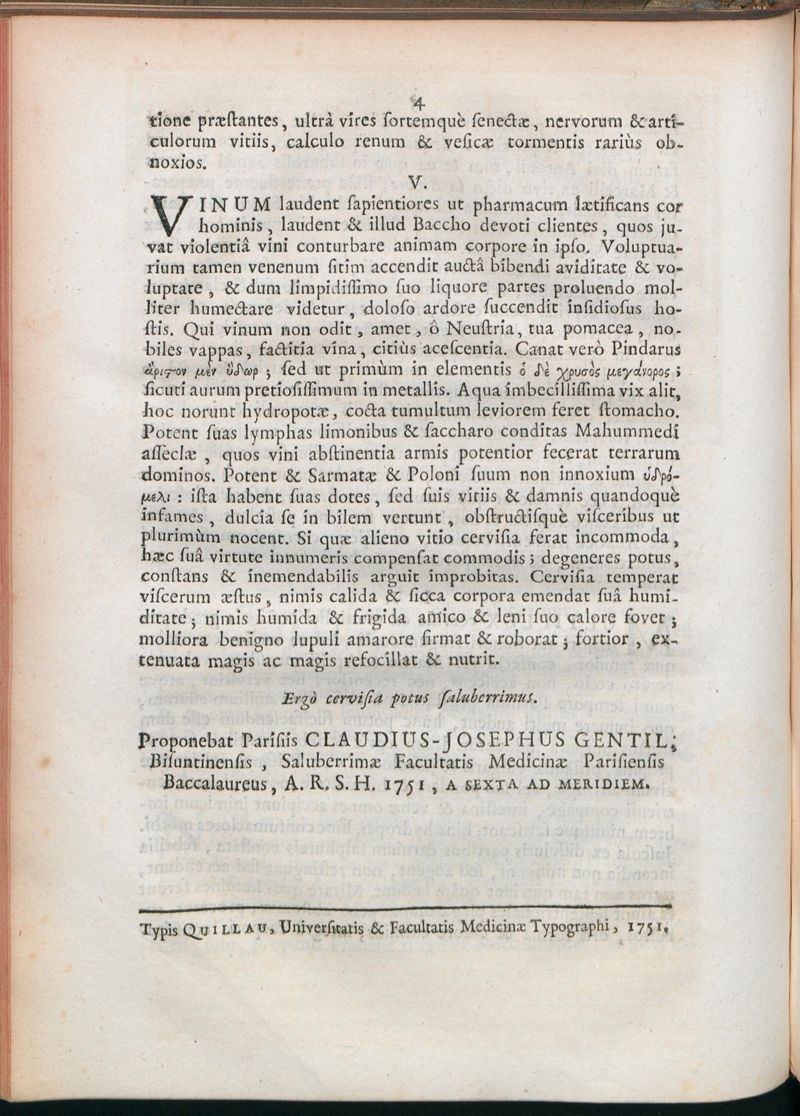 4
tione præſtantes, ultrà vires ſortemquè ſenectæ, nervorum & arti-
culorum vitiis, calculo renum & veſicæ tormentis rariùs ob-
noxios.
V.
VINUM laudent ſapientiores ut pharmacum lætificans cor
hominis, laudent & illud Baccho devoti clientes, quos ju-
vat violentiâ vini conturbare animam corpore in ipſo. Voluptua-
rium tamen venenum ſitim accendit auctâ bibendi aviditate & vo-
luptate, & dum limpidiſſimo ſuo liquore partes proluendo mol-
liter humectare videtur, doloſo ardore ſuccendit inſidioſus ho-
ſtis. Qui vinum non odit, amet, ô Neuſtria, tua pomacea, no-
biles vappas, factitia vina, citiùs aceſcentia. Canat verò Pindarus
ἄριστον μὲν ὕδωρ; ſed ut primùm in elementis ὁ δὲ χρυσὸς μεγάνορος;
ſicuti aurum pretioſiſſimum in metallis. Aqua imbecilliſſima vix alit,
hoc norunt hydropotæ, cocta tumultum leviorem feret ſtomacho.
Potent ſuas lymphas limonibus & ſaccharo conditas Mahummedi
aſſeclæ, quos vini abſtinentia armis potentior fecerat terrarum
dominos. Potent & Sarmatæ & Poloni ſuum non innoxium ὑδρό-
μελι: iſta habent ſuas dotes, ſed ſuis vitiis & damnis quandoquè
infames, dulcia ſe in bilem vertunt, obſtructiſquè viſceribus ut
plurimùm nocent. Si quæ alieno vitio cerviſia ferat incommoda,
hæc ſuâ virtute innumeris compenſat commodis; degeneres potus,
conſtans & inemendabilis arguit improbitas. Cerviſia temperat
viſcerum æſtus, nimis calida & ſicca corpora emendat ſuâ humi-
ditate; nimis humida & frigida amico & leni ſuo calore fovet;
molliora benigno lupuli amarore firmat & roborat; fortior, ex-
tenuata magis ac magis refocillat & nutrit.
Ergò cerviſia potus ſaluberrimus.
Proponebat Pariſiis CLAUDIUS-JOSEPHUS GENTIL,
Biſuntinenſis, Saluberrimæ Facultatis Medicinæ Pariſienſis
Baccalaureus, A. R. S. H. 1751, A SEXTA AD MERIDIEM.
Typis QUILLAU, Univerſitatis & Facultatis Medicinæ Typographi, 1751.